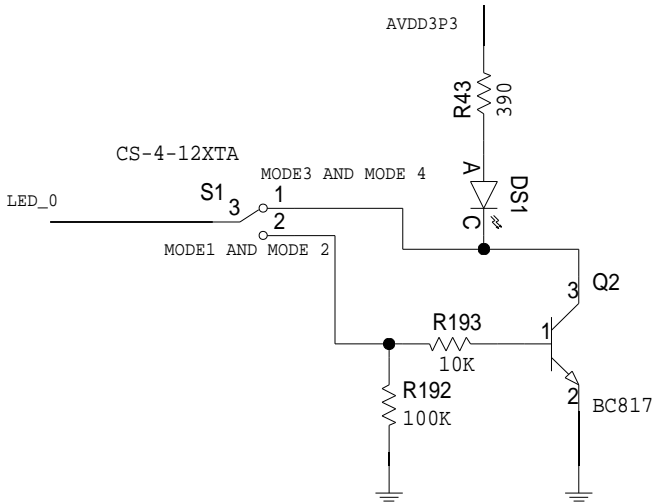 AVDD3P3
R43
390
CS-4-12XTA
MODE3 AND MODE 4
A
DS1
LED_0
S1
3
1
2
C
MODE1 AND MODE 2
3
Q2
R193
1
10K
R192
2
BC817
100K